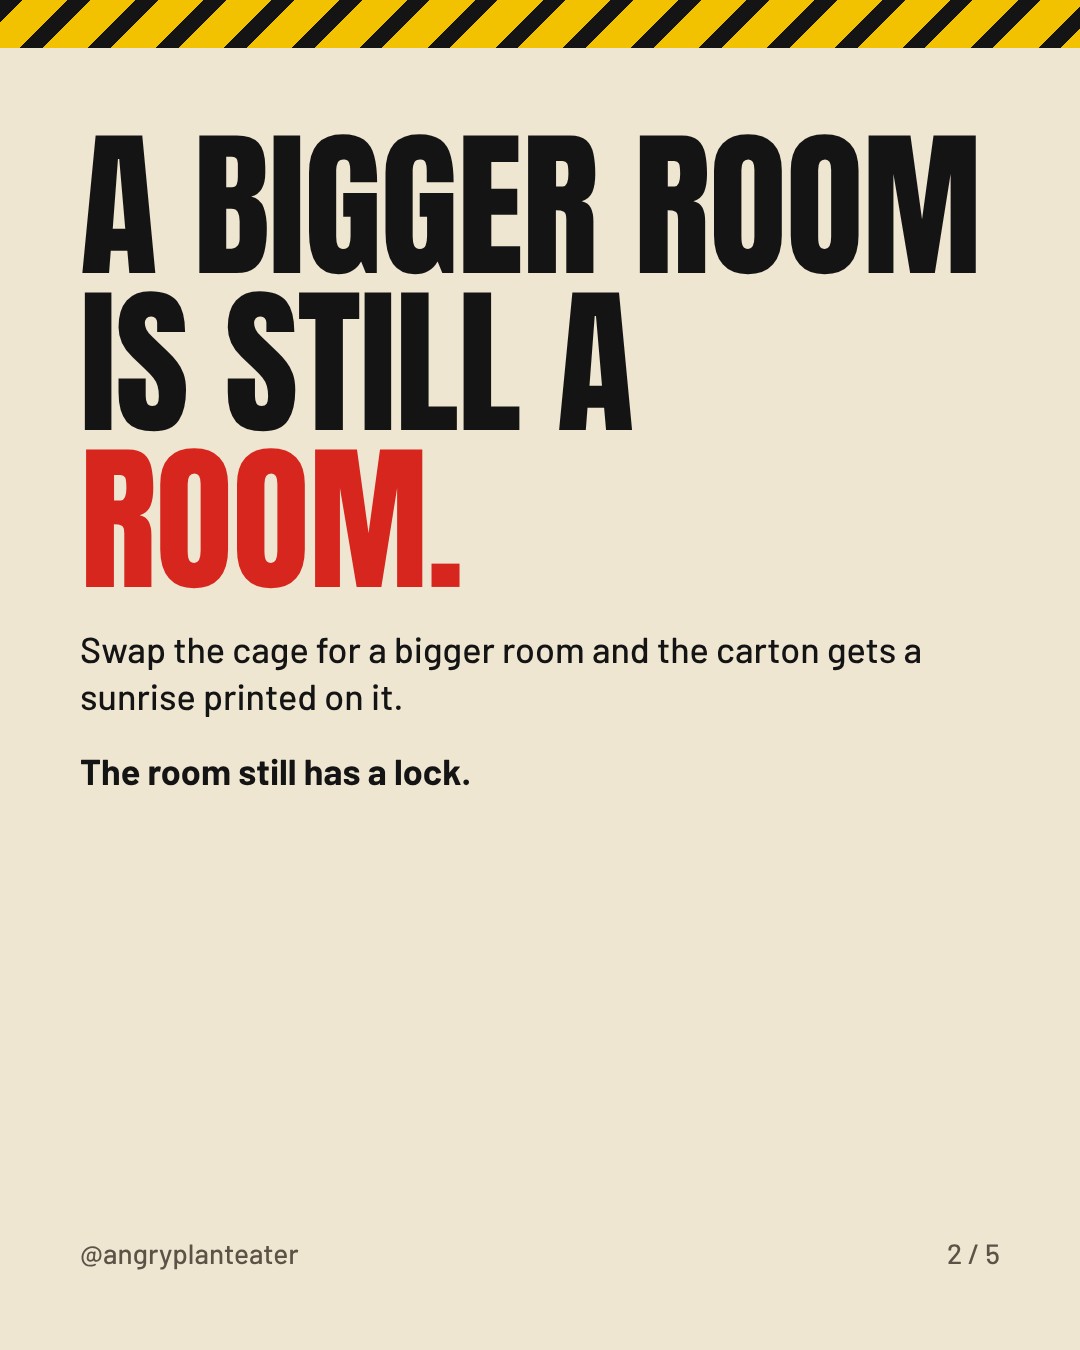 A BIGGER ROOM
IS STILL A
ROOM.
Swap the cage for a bigger room and the carton gets a
sunrise printed on it.
The room still has a lock.
@angryplanteater
2 / 5